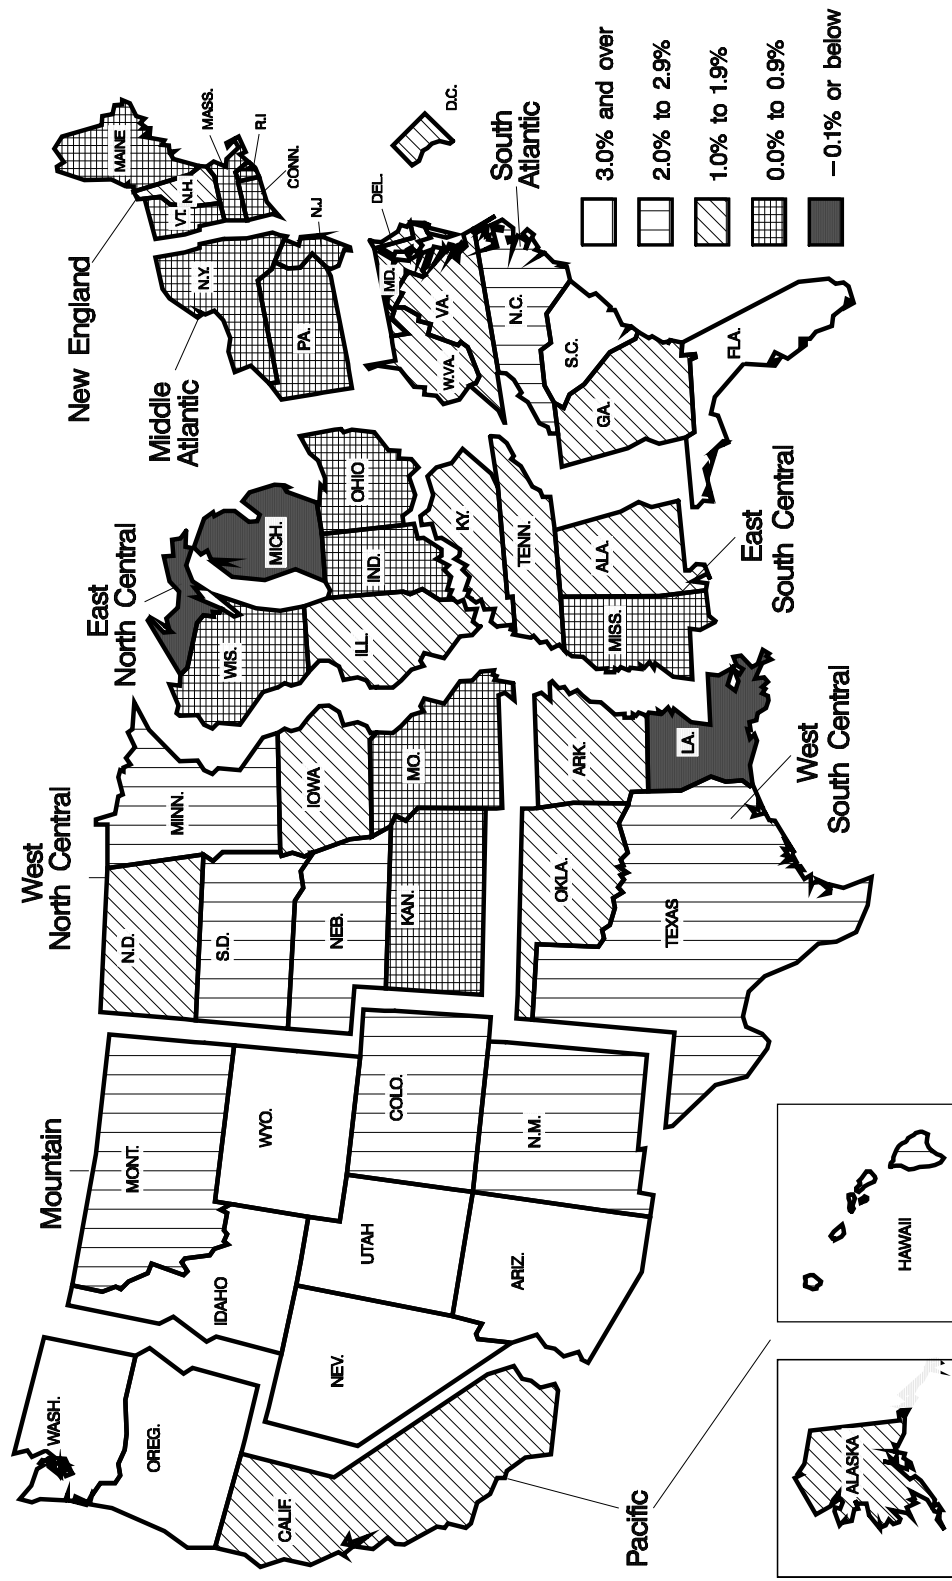 West
North Central
East
North Central
New England
Middle
Atlantic
Mountain
Pacific
West
South Central
East
South Central
South
Atlantic
WASH.
OREG.
CALIF.
NEV.
IDAHO
MONT.
WYO.
UTAH
ARIZ.
COLO.
N.M.
N.D.
S.D.
NEB.
KAN.
MINN.
IOWA
MO.
OKLA.
ARK.
TEXAS
LA.
WIS.
MICH.
ILL.
IND.
OHIO
KY.
TENN.
MISS.
ALA.
GA.
FLA.
S.C.
N.C.
VA.
W.VA.
MD.
DEL.
D.C.
PA.
N.J
N.Y.
VT.
N.H.
MAINE
MASS.
R.I
CONN.
ALASKA
HAWAII
3.0% and over
2.0% to 2.9%
1.0% to 1.9%
0.0% to 0.9%
−0.1% or below